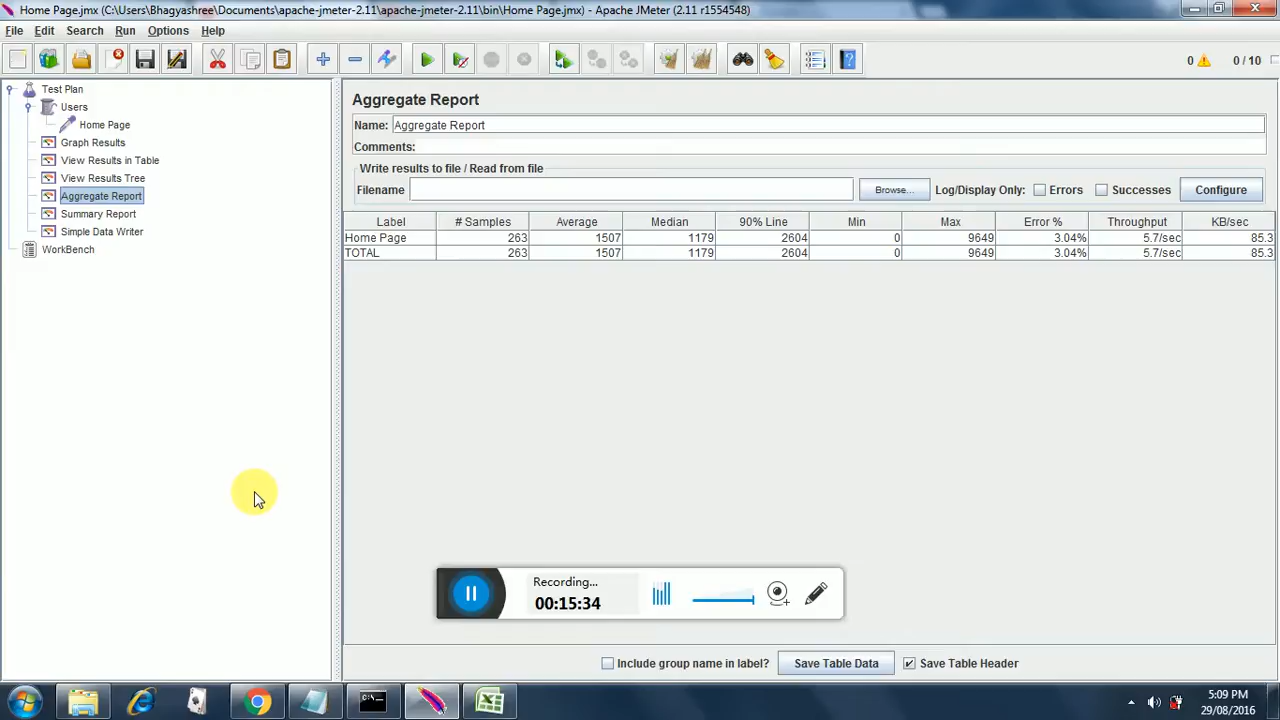 Home Page.jmx (C:\Users\Bhagyashree\Documents\apache-jmeter-2.11\apache-jmeter-2.11\bin\Home Page.jmx) - Apache JMeter (2.11 r1554548)
File Edit Search Run Options Help
0 0 / 10
Test Plan
Users
Home Page
Graph Results
View Results in Table
View Results Tree
Aggregate Report
Summary Report
Simple Data Writer
WorkBench
Aggregate Report
Name: Aggregate Report
Comments:
Write results to file / Read from file
Filename Browse... Log/Display Only: Errors Successes Configure
Label # Samples Average Median 90% Line Min Max Error % Throughput KB/sec
Home Page 263 1507 1179 2604 0 9649 3.04% 5.7/sec 85.3
TOTAL 263 1507 1179 2604 0 9649 3.04% 5.7/sec 85.3
Recording...
00:15:34
Include group name in label? Save Table Data Save Table Header
C:\.
5:09 PM
29/08/2016